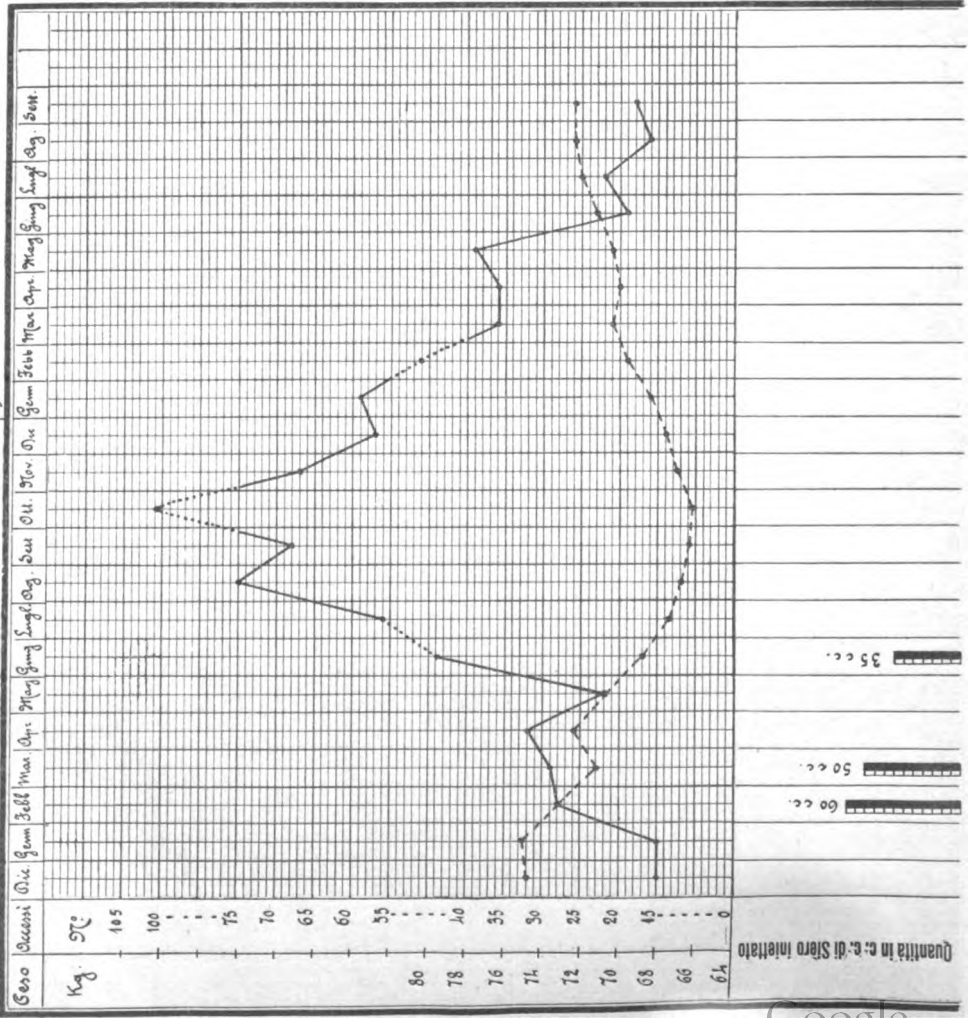 Peso Accessi Dic. Genn Febb Mar. Apr. Mag Giug Lugl. Ag. Sett Ott. Nov. Dic Genn Febb Mar Apr. Mag Giug Lugl Ag. Sett.
Kg. N.°
105
100
75
70
65
60
55
80
78 40
76 35
74 30
72 25
70 20
68 15
66
64 0
Quantità in c. c. di Siero iniettato
60 cc.
50 cc.
35 cc.
Google